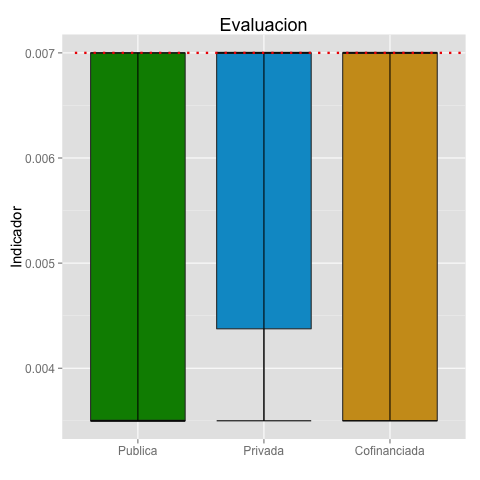 Evaluacion
Indicador
0.007
0.006
0.005
0.004
Publica
Privada
Cofinanciada